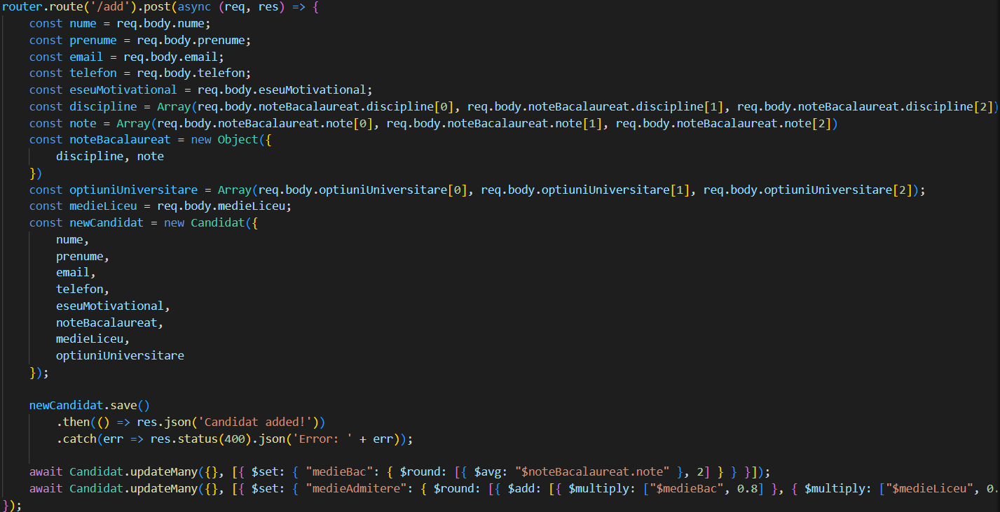 router.route('/add').post(async (req, res) => {
    const nume = req.body.nume;
    const prenume = req.body.prenume;
    const email = req.body.email;
    const telefon = req.body.telefon;
    const eseuMotivational = req.body.eseuMotivational;
    const discipline = Array(req.body.noteBacalaureat.discipline[0], req.body.noteBacalaureat.discipline[1], req.body.noteBacalaureat.discipline[2])
    const note = Array(req.body.noteBacalaureat.note[0], req.body.noteBacalaureat.note[1], req.body.noteBacalaureat.note[2])
    const noteBacalaureat = new Object({
        discipline, note
    })
    const optiuniUniversitare = Array(req.body.optiuniUniversitare[0], req.body.optiuniUniversitare[1], req.body.optiuniUniversitare[2]);
    const medieLiceu = req.body.medieLiceu;
    const newCandidat = new Candidat({
        nume,
        prenume,
        email,
        telefon,
        eseuMotivational,
        noteBacalaureat,
        medieLiceu,
        optiuniUniversitare
    });

    newCandidat.save()
        .then(() => res.json('Candidat added!'))
        .catch(err => res.status(400).json('Error: ' + err));

    await Candidat.updateMany({}, [{ $set: { "medieBac": { $round: [{ $avg: "$noteBacalaureat.note" }, 2] } } }]);
    await Candidat.updateMany({}, [{ $set: { "medieAdmitere": { $round: [{ $add: [{ $multiply: ["$medieBac", 0.8] }, { $multiply: ["$medieLiceu", 0.
});